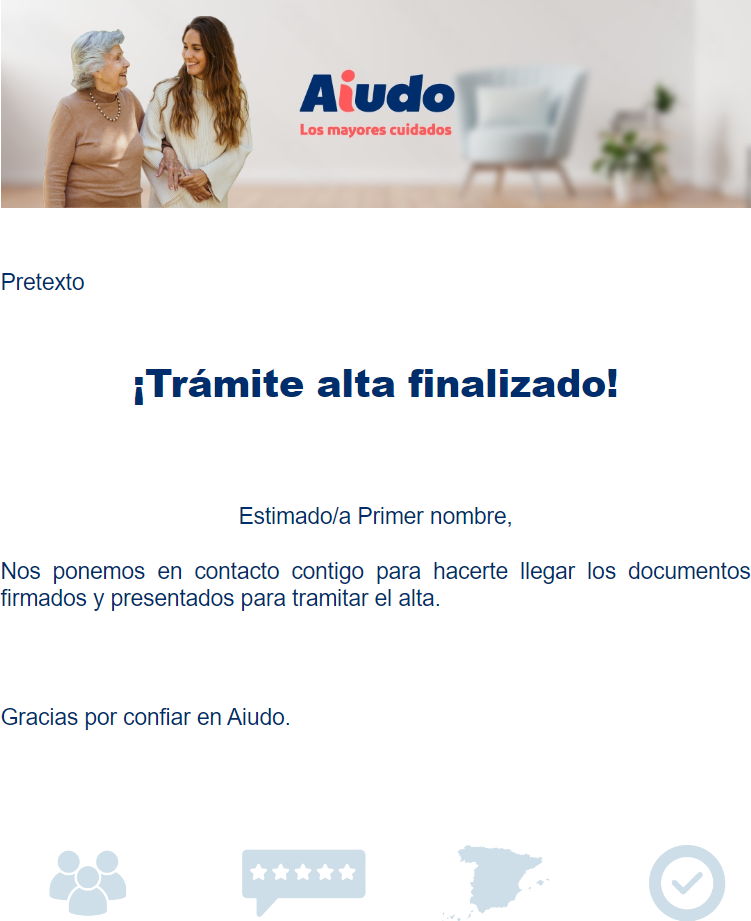 Aiudo
Los mayores cuidados
Pretexto
¡Trámite alta finalizado!
Estimado/a Primer nombre,
Nos ponemos en contacto contigo para hacerte llegar los documentos
firmados y presentados para tramitar el alta.
Gracias por confiar en Aiudo.